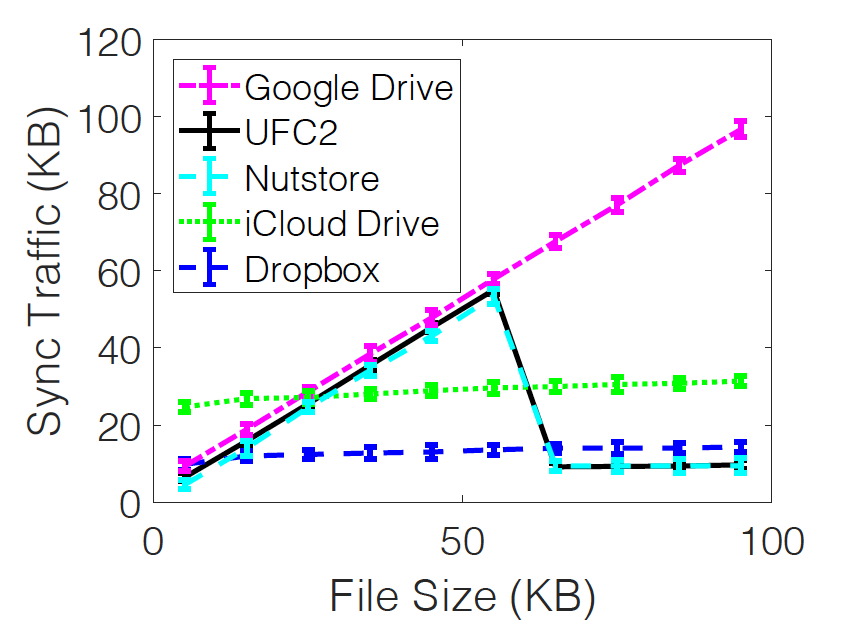 120
100
80
60
40
20
0
Sync Traffic (KB)
Google Drive
UFC2
Nutstore
iCloud Drive
Dropbox
0 50 100
File Size (KB)